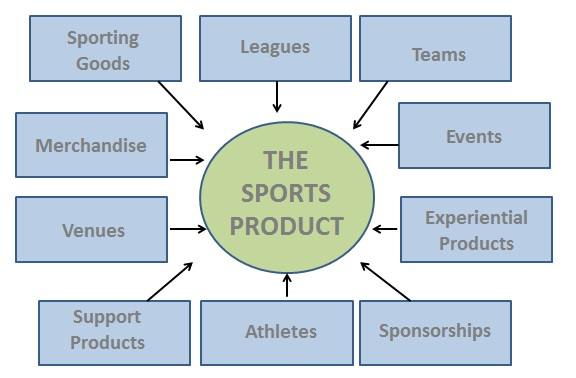 Sporting
Goods
Leagues
Teams
Merchandise
Events
THE
SPORTS
PRODUCT
Venues
Experiential
Products
Support
Products
Athletes
Sponsorships